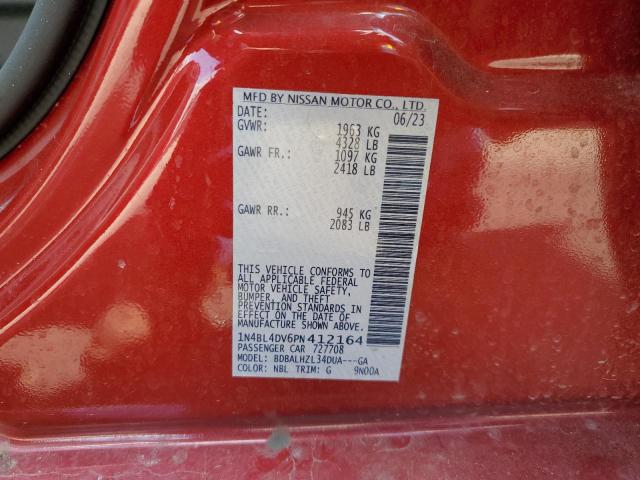 MFD BY NISSAN MOTOR CO., LTD.
DATE: 06/23
GVWR: 1963 KG
4328 LB
GAWR FR.: 1097 KG
2418 LB
GAWR RR.: 945 KG
2083 LB
THIS VEHICLE CONFORMS TO
ALL APPLICABLE FEDERAL
MOTOR VEHICLE SAFETY,
BUMPER, AND THEFT
PREVENTION STANDARDS IN
EFFECT ON THE DATE OF
MANUFACTURE SHOWN ABOVE.
1N4BL4DV6PN412164
PASSENGER CAR 727708
MODEL: BDBALHZL34DUA---GA
COLOR: NBL TRIM: G 9N00A